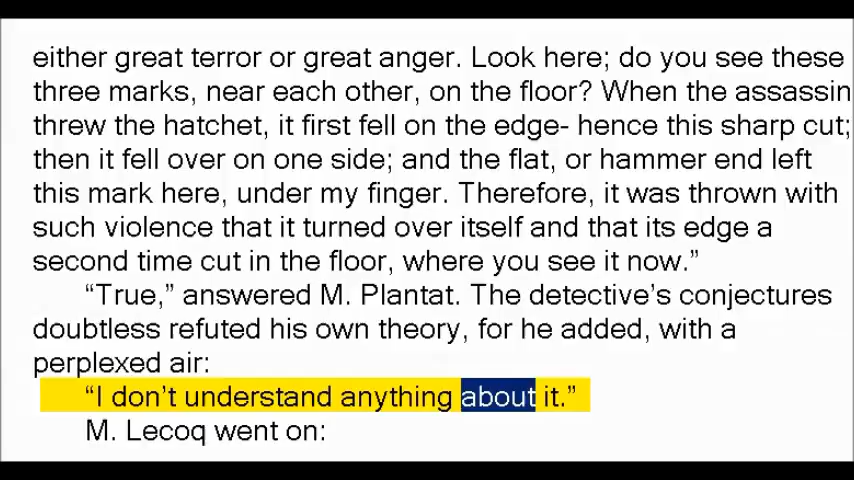 either great terror or great anger. Look here; do you see these
three marks, near each other, on the floor? When the assassin
threw the hatchet, it first fell on the edge- hence this sharp cut;
then it fell over on one side; and the flat, or hammer end left
this mark here, under my finger. Therefore, it was thrown with
such violence that it turned over itself and that its edge a
second time cut in the floor, where you see it now.”
“True,” answered M. Plantat. The detective’s conjectures
doubtless refuted his own theory, for he added, with a
perplexed air:
“I don’t understand anything about it.”
M. Lecoq went on: